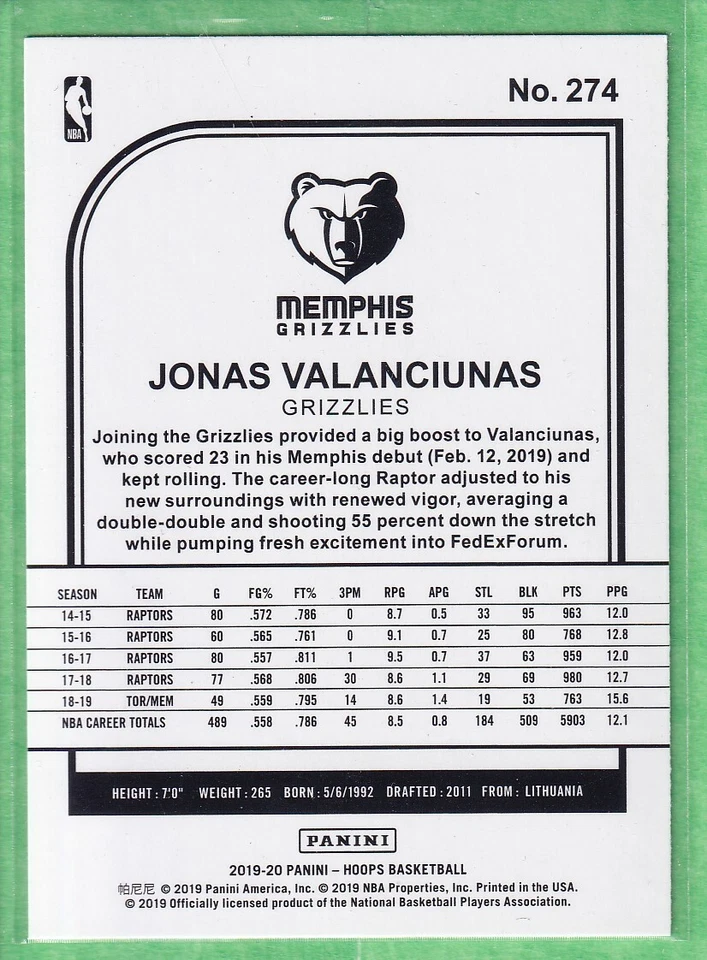 No. 274
NBA
MEMPHIS
GRIZZLIES
JONAS VALANCIUNAS
GRIZZLIES
Joining the Grizzlies provided a big boost to Valanciunas,
who scored 23 in his Memphis debut (Feb. 12, 2019) and
kept rolling. The career-long Raptor adjusted to his
new surroundings with renewed vigor, averaging a
double-double and shooting 55 percent down the stretch
while pumping fresh excitement into FedExForum.
SEASON TEAM G FG% FT% 3PM RPG APG STL BLK PTS PPG
14-15 RAPTORS 80 .572 .786 0 8.7 0.5 33 95 963 12.0
15-16 RAPTORS 60 .565 .761 0 9.1 0.7 25 80 768 12.8
16-17 RAPTORS 80 .557 .811 1 9.5 0.7 37 63 959 12.0
17-18 RAPTORS 77 .568 .806 30 8.6 1.1 29 69 980 12.7
18-19 TOR/MEM 49 .559 .795 14 8.6 1.4 19 53 763 15.6
NBA CAREER TOTALS 489 .558 .786 45 8.5 0.8 184 509 5903 12.1
HEIGHT: 7'0" WEIGHT: 265 BORN: 5/6/1992 DRAFTED: 2011 FROM: LITHUANIA
PANINI
2019-20 PANINI – HOOPS BASKETBALL
帕尼尼 © 2019 Panini America, Inc. © 2019 NBA Properties, Inc. Printed in the USA.
© 2019 Officially licensed product of the National Basketball Players Association.